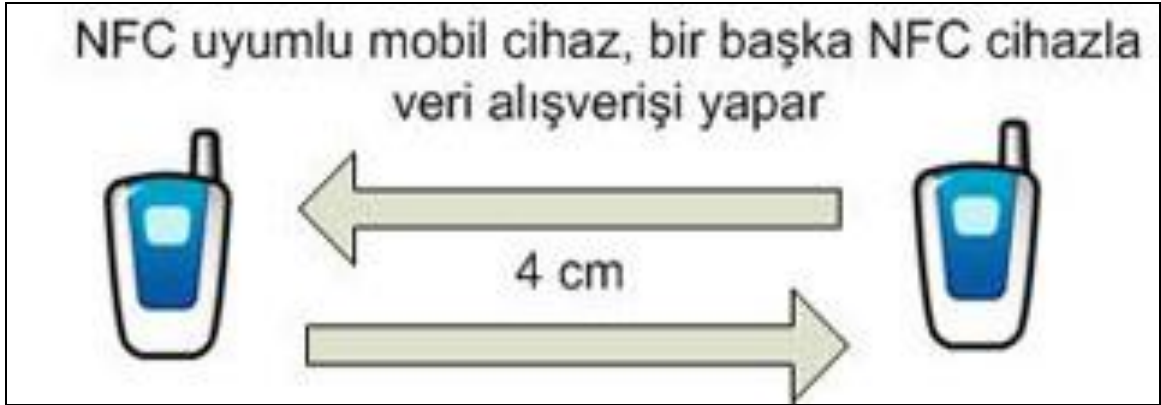 NFC uyumlu mobil cihaz, bir başka NFC cihazla
veri alışverişi yapar
4 cm